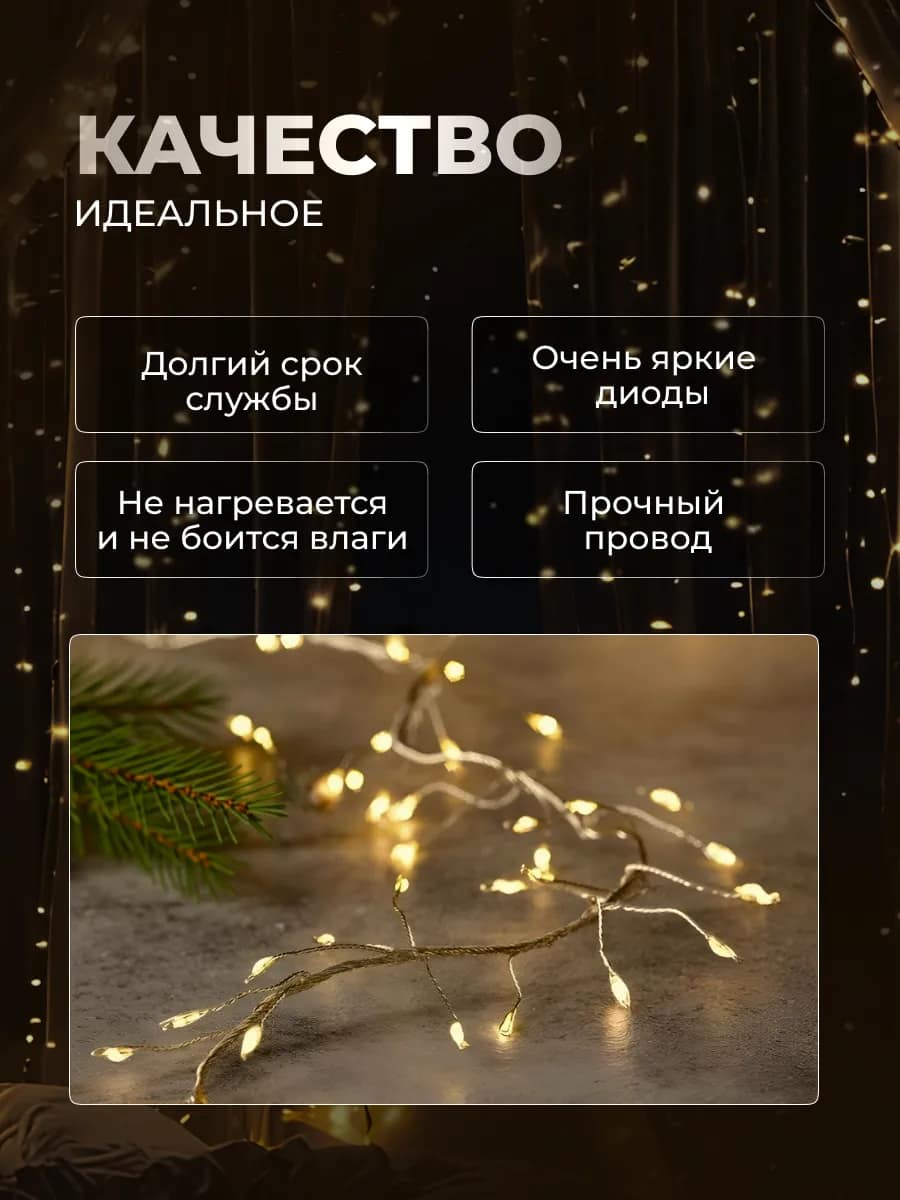 КАЧЕСТВО
ИДЕАЛЬНОЕ
Долгий срок
службы
Очень яркие
диоды
Не нагревается
и не боится влаги
Прочный
провод